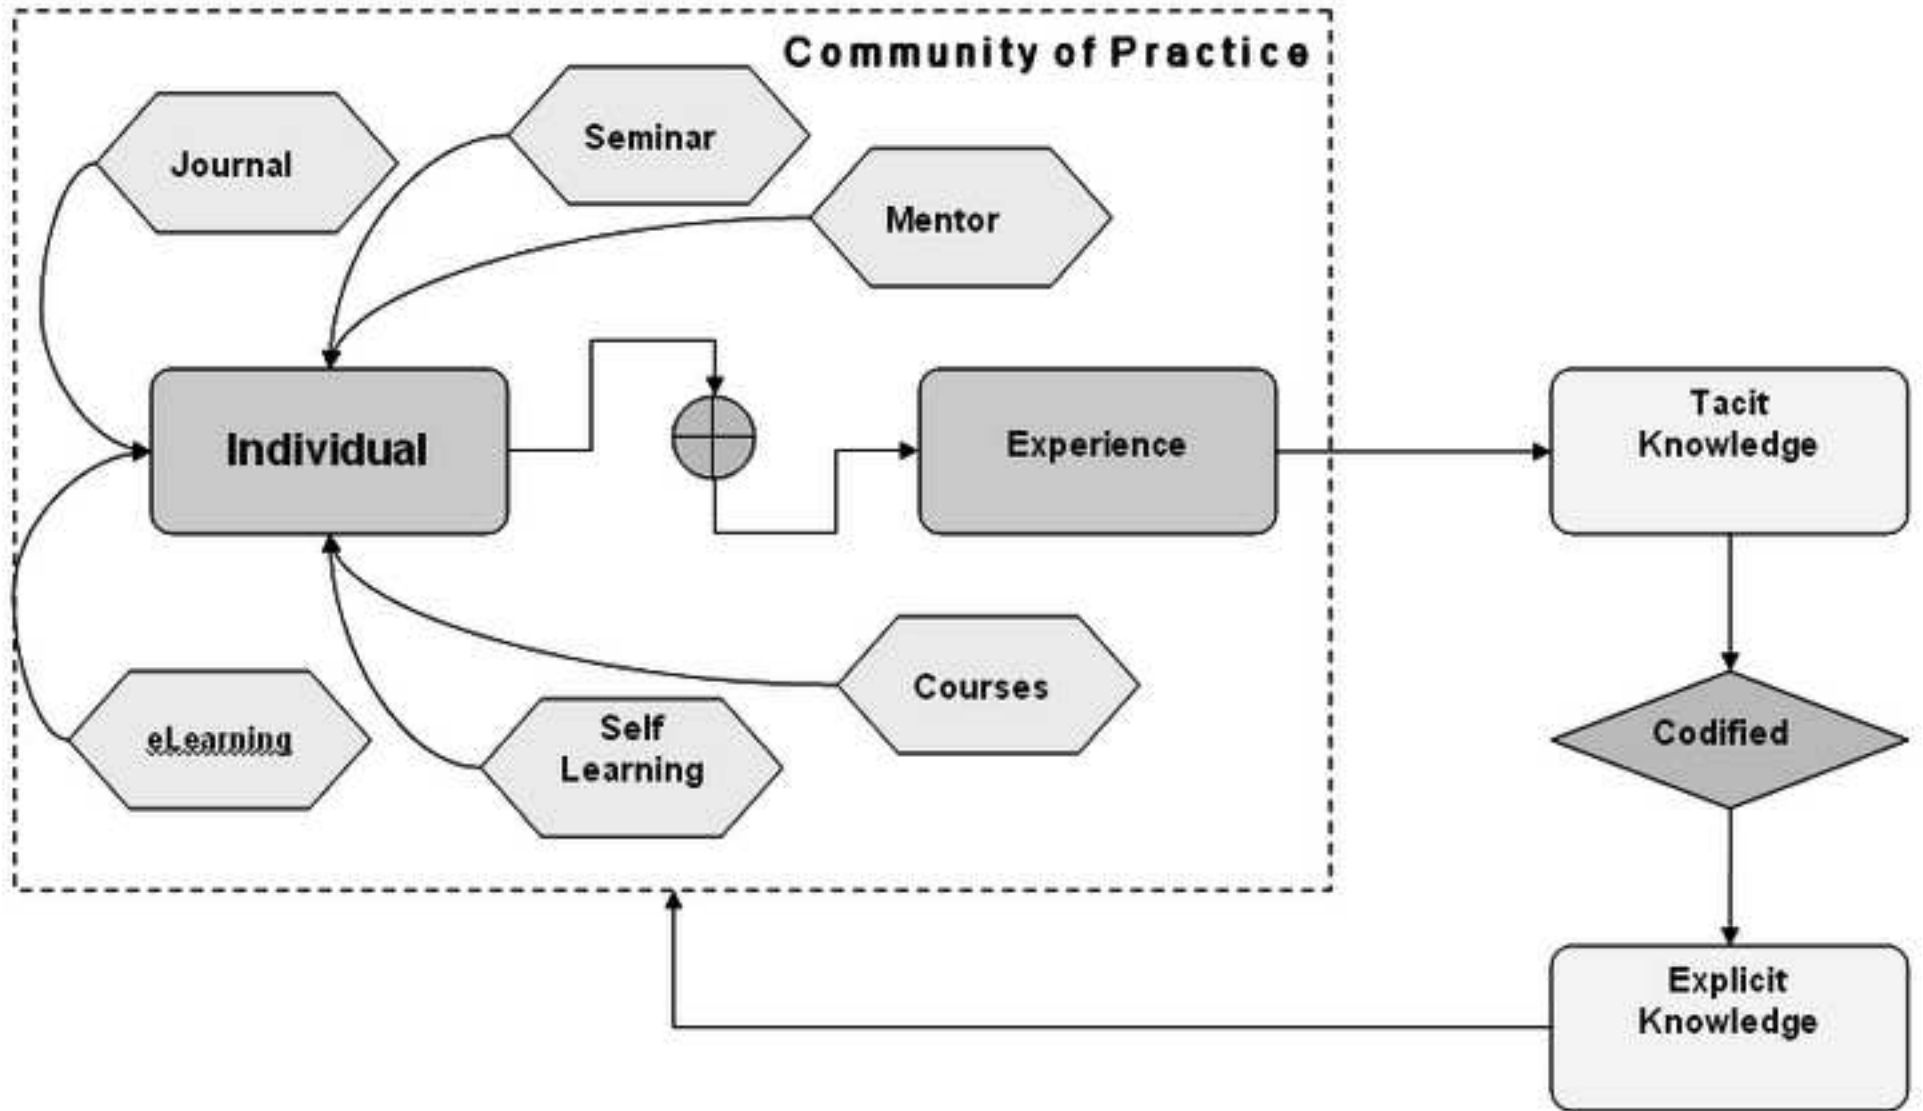 Community of Practice
Journal
Seminar
Mentor
Individual
Experience
Tacit
Knowledge
eLearning
Self
Learning
Courses
Codified
Explicit
Knowledge